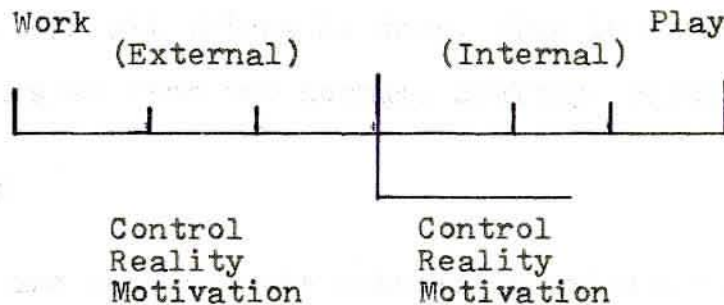 Work Play
(External) (Internal)
Control Control
Reality Reality
Motivation Motivation